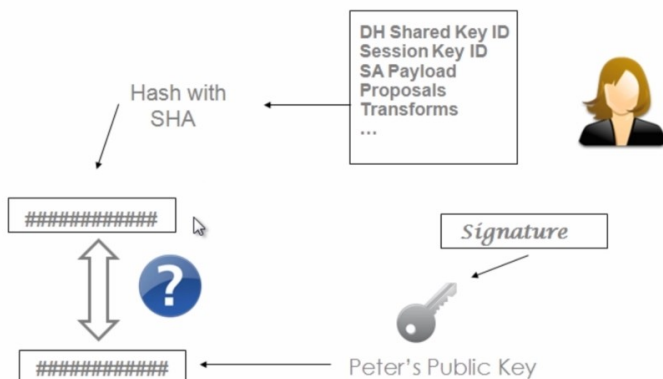 DH Shared Key ID
Session Key ID
SA Payload
Proposals
Transforms
...
Hash with
SHA
############
Signature
?
############
Peter's Public Key